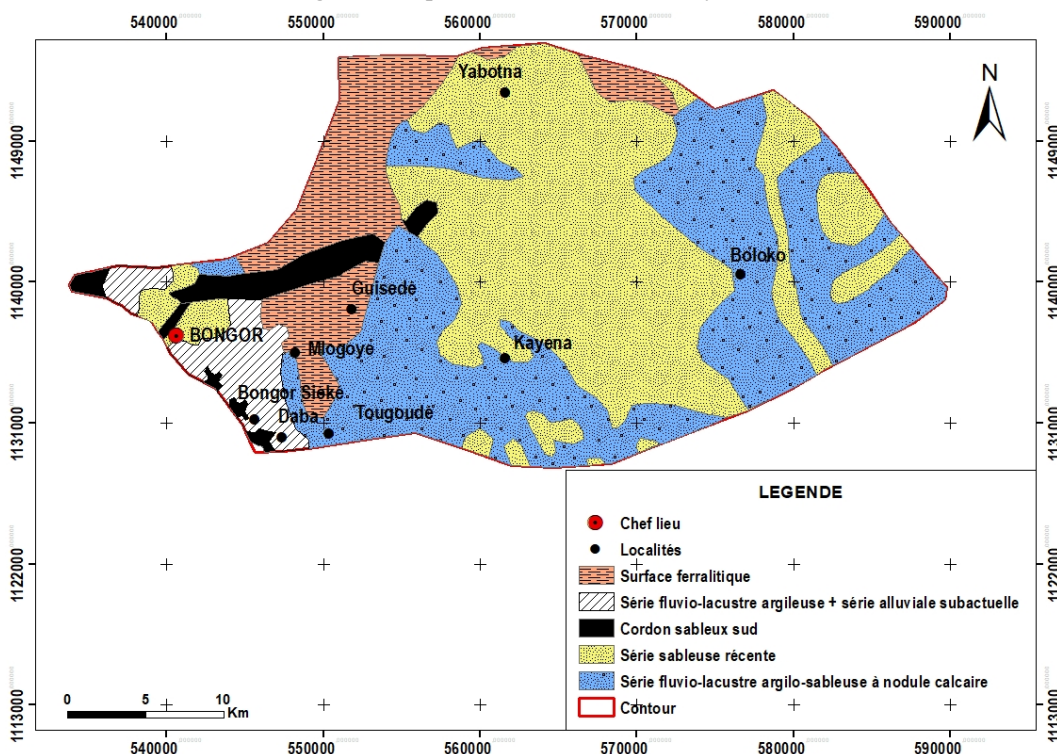 540000 550000 560000 570000 580000 590000
N
1149000 1149000
1140000 1140000
1131000 1131000
1122000 1122000
1113000 1113000
Yabotna
Boloko
Guisedé
BONGOR
Mogoyé
Kayena
Bongor Sieké
Daba
Tougoudé
LEGENDE
Chef lieu
Localités
Surface ferralitique
Série fluvio-lacustre argileuse + série alluviale subactuelle
Cordon sableux sud
Série sableuse récente
Série fluvio-lacustre argilo-sableuse à nodule calcaire
Contour
0 5 10
Km
540000 550000 560000 570000 580000 590000